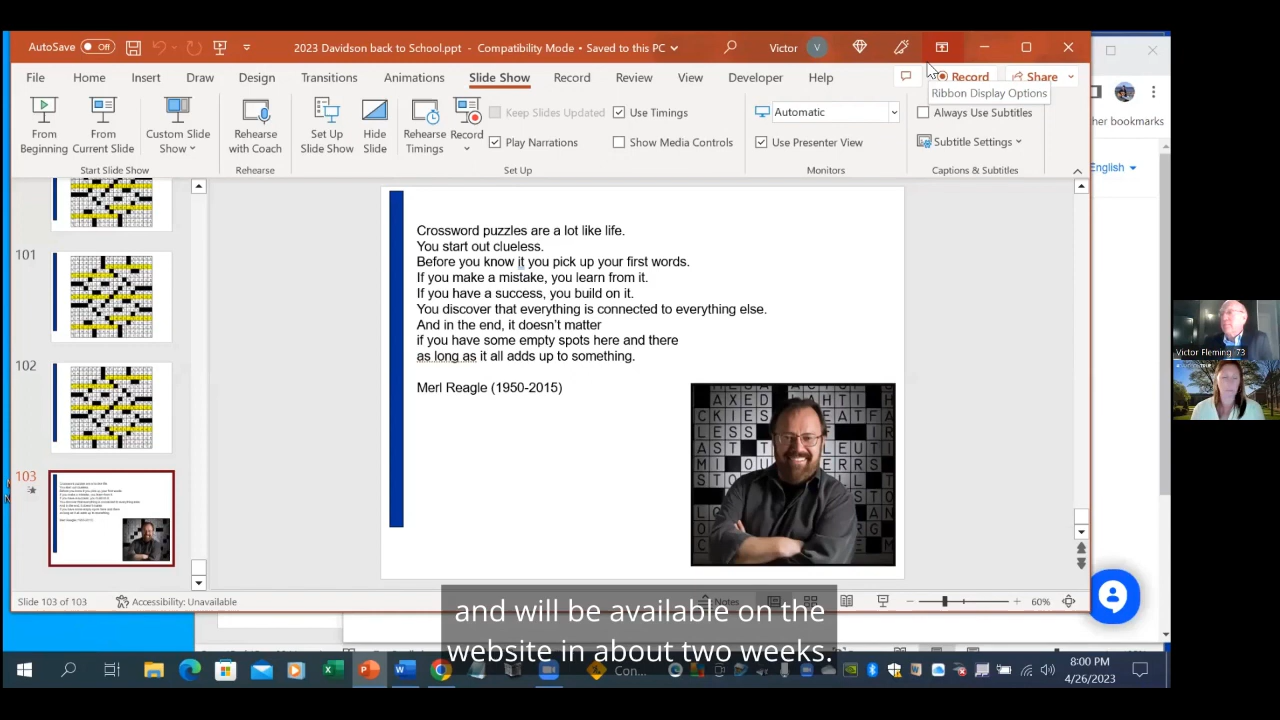 AutoSave Off
2023 Davidson back to School.ppt - Compatibility Mode • Saved to this PC
Victor V
File Home Insert Draw Design Transitions Animations Slide Show Record Review View Developer Help
Record Share
Ribbon Display Options
From Beginning
From Current Slide
Custom Slide Show
Rehearse with Coach
Set Up Slide Show
Hide Slide
Rehearse Timings
Record
Keep Slides Updated
Use Timings
Play Narrations
Show Media Controls
Automatic
Use Presenter View
Always Use Subtitles
Subtitle Settings
Start Slide Show
Rehearse
Set Up
Monitors
Captions & Subtitles
her bookmarks
English
101
102
103
Crossword puzzles are a lot like life.
You start out clueless.
Before you know it you pick up your first words.
If you make a mistake, you learn from it.
If you have a success, you build on it.
You discover that everything is connected to everything else.
And in the end, it doesn't matter
if you have some empty spots here and there
as long as it all adds up to something.
Merl Reagle (1950-2015)
Victor Fleming 73
Slide 103 of 103
Accessibility: Unavailable
Notes
60%
and will be available on the
website in about two weeks.
Con...
8:00 PM
4/26/2023